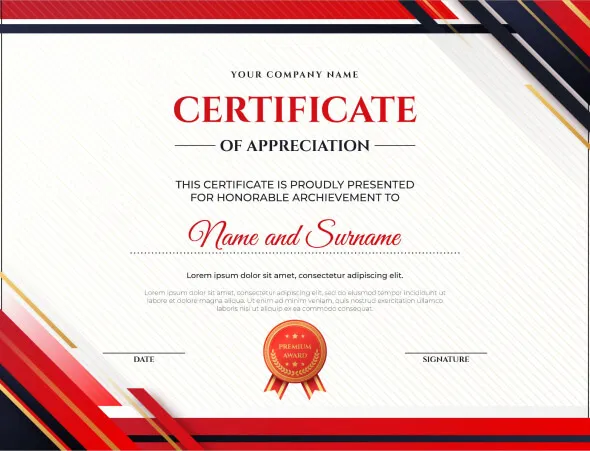 YOUR COMPANY NAME
CERTIFICATE
OF APPRECIATION
THIS CERTIFICATE IS PROUDLY PRESENTED
FOR HONORABLE ARCHIEVEMENT TO
Name and Surname
Lorem ipsum dolor sit amet, consectetur adipiscing elit.
Lorem ipsum dolor sit amet, consectetur adipiscing elit, sed do eiusmod tempor incididunt ut
labore et dolore magna aliqua. Ut enim ad minim veniam, quis nostrud exercitation ullamco
laboris nisi ut aliquip ex ea commodo consequat.
PREMIUM
AWARD
DATE
SIGNATURE